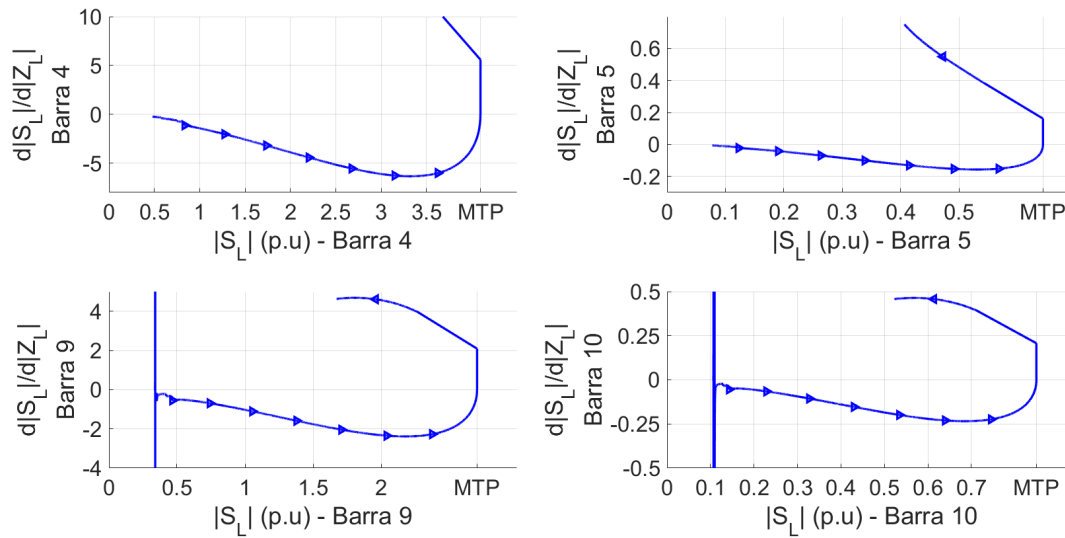 10
5
0
-5
d|S_L|/d|Z_L|
Barra 4
0 0.5 1 1.5 2 2.5 3 3.5 MTP
|S_L| (p.u) - Barra 4
0.6
0.4
0.2
0
-0.2
d|S_L|/d|Z_L|
Barra 5
0 0.1 0.2 0.3 0.4 0.5 MTP
|S_L| (p.u) - Barra 5
4
2
0
-2
-4
d|S_L|/d|Z_L|
Barra 9
0 0.5 1 1.5 2 MTP
|S_L| (p.u) - Barra 9
0.5
0.25
0
-0.25
-0.5
d|S_L|/d|Z_L|
Barra 10
0 0.1 0.2 0.3 0.4 0.5 0.6 0.7 MTP
|S_L| (p.u) - Barra 10